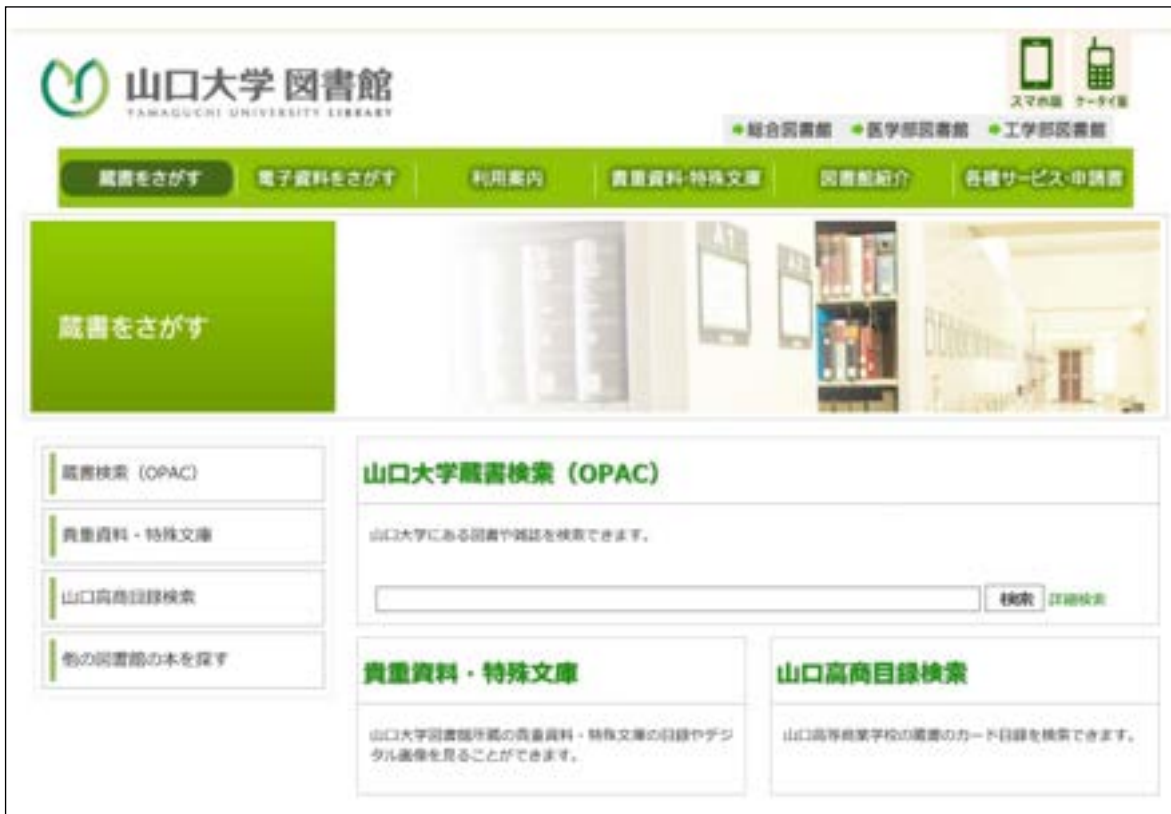 山口大学 図書館
YAMAGUCHI UNIVERSITY LIBRARY
スマホ版 ケータイ版
総合図書館 医学部図書館 工学部図書館
蔵書をさがす 電子資料をさがす 利用案内 貴重資料・特殊文庫 図書館紹介 各種サービス・申請書
蔵書をさがす
蔵書検索（OPAC）
貴重資料・特殊文庫
山口高商目録検索
他の図書館の本を探す
山口大学蔵書検索（OPAC）
山口大学にある図書や雑誌を検索できます。
検索 詳細検索
貴重資料・特殊文庫
山口大学図書館所蔵の貴重資料・特殊文庫の目録やデジ
タル画像を見ることができます。
山口高商目録検索
山口高等商業学校の蔵書のカード目録を検索できます。